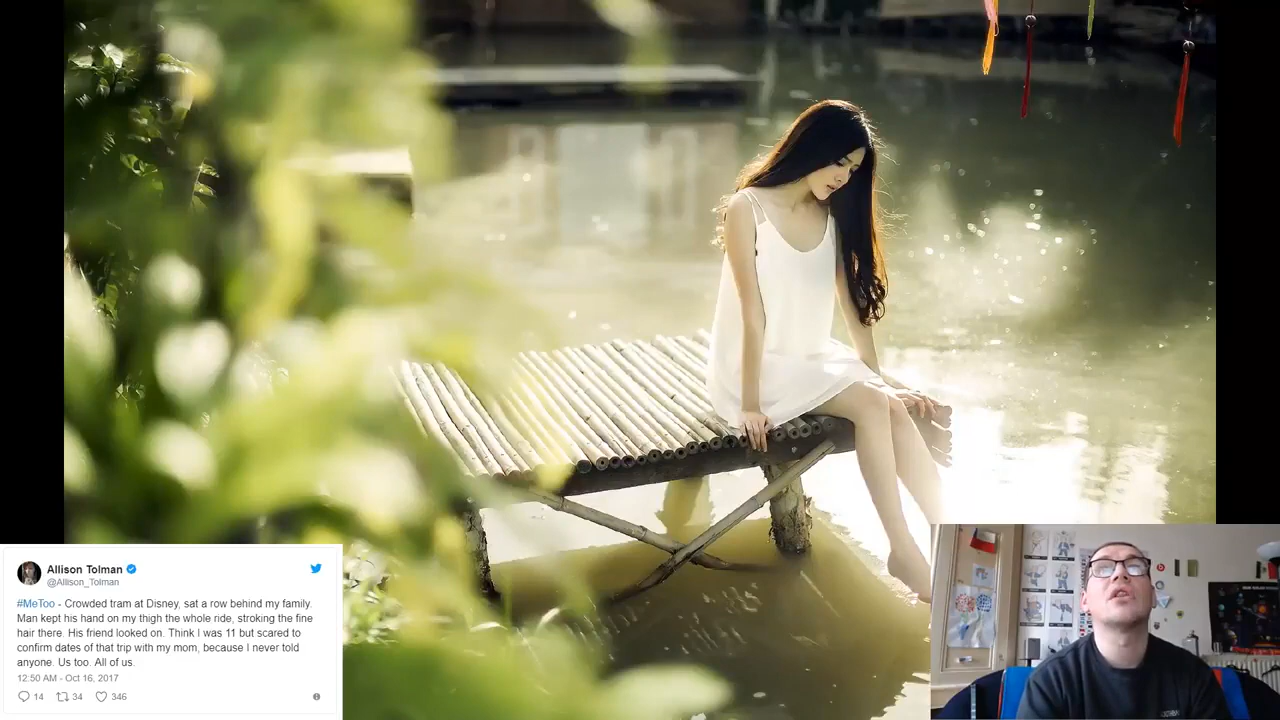 Allison Tolman
@Allison_Tolman
#MeToo - Crowded tram at Disney, sat a row behind my family.
Man kept his hand on my thigh the whole ride, stroking the fine
hair there. His friend looked on. Think I was 11 but scared to
confirm dates of that trip with my mom, because I never told
anyone. Us too. All of us.
12:50 AM - Oct 16, 2017
14 34 346